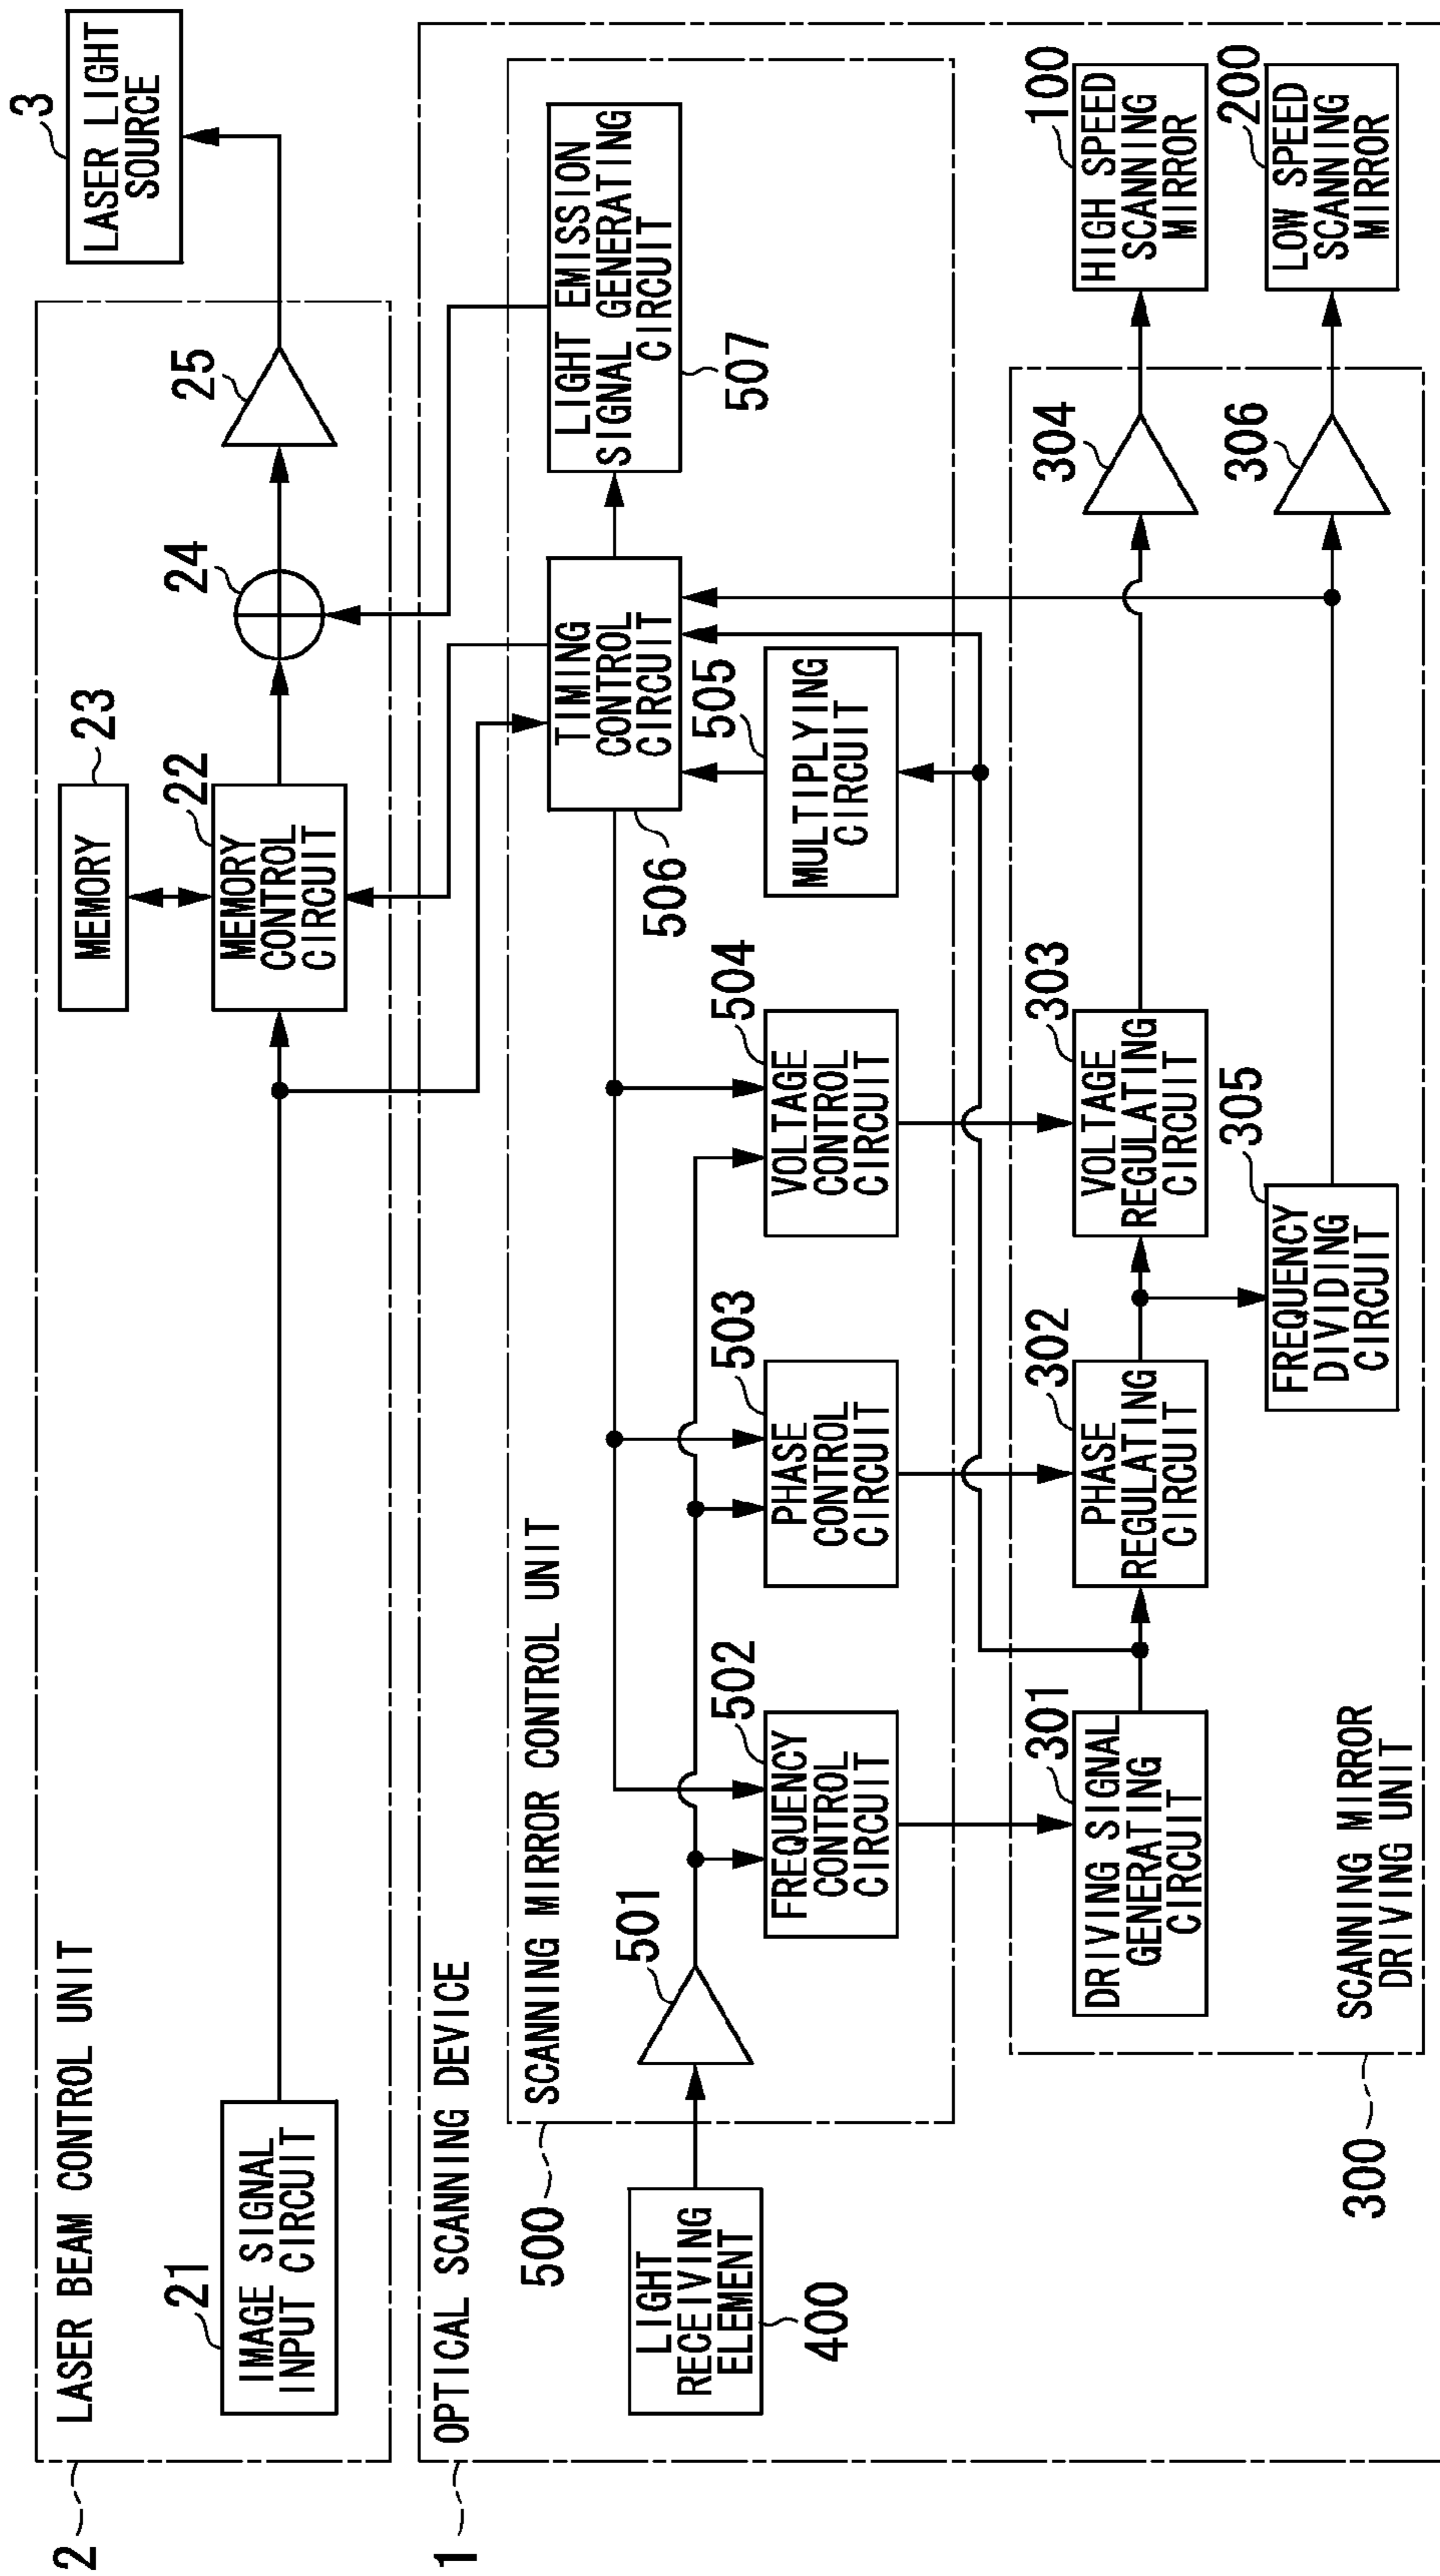 2
LASER BEAM CONTROL UNIT
21
IMAGE SIGNAL
INPUT CIRCUIT
MEMORY
23
22
MEMORY
CONTROL
CIRCUIT
24
25
3
LASER LIGHT
SOURCE
1
OPTICAL SCANNING DEVICE
500
SCANNING MIRROR CONTROL UNIT
LIGHT
RECEIVING
ELEMENT
400
501
502
FREQUENCY
CONTROL
CIRCUIT
503
PHASE
CONTROL
CIRCUIT
504
VOLTAGE
CONTROL
CIRCUIT
505
MULTIPLYING
CIRCUIT
TIMING
CONTROL
CIRCUIT
506
LIGHT EMISSION
SIGNAL GENERATING
CIRCUIT
507
300
SCANNING MIRROR
DRIVING UNIT
301
DRIVING SIGNAL
GENERATING
CIRCUIT
302
PHASE
REGULATING
CIRCUIT
303
VOLTAGE
REGULATING
CIRCUIT
304
305
FREQUENCY
DIVIDING
CIRCUIT
306
100
HIGH SPEED
SCANNING
MIRROR
200
LOW SPEED
SCANNING
MIRROR